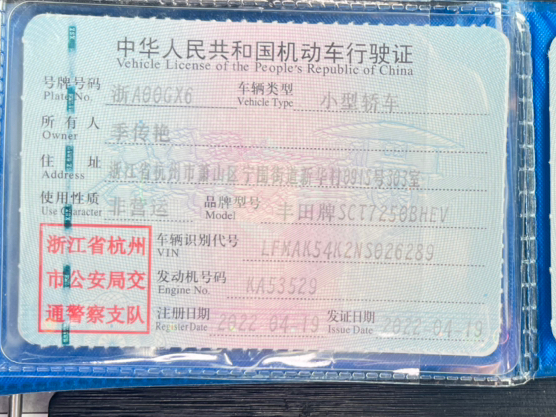 中华人民共和国机动车行驶证
Vehicle License of the People's Republic of China
号牌号码 浙A00GX6 车辆类型 小型轿车
Plate No. Vehicle Type
所有人 季传艳
Owner
住址 浙江省杭州市萧山区宁围街道新华村001S号303室
Address
使用性质 非营运 品牌型号 丰田牌SCT7250BHEV
Use Character Model
浙江省杭州
市公安局交
通警察支队
车辆识别代号 LFMAK54K2NS026289
VIN
发动机号码 KA53529
Engine No.
注册日期 2022-04-19 发证日期 2022-04-19
Register Date Issue Date